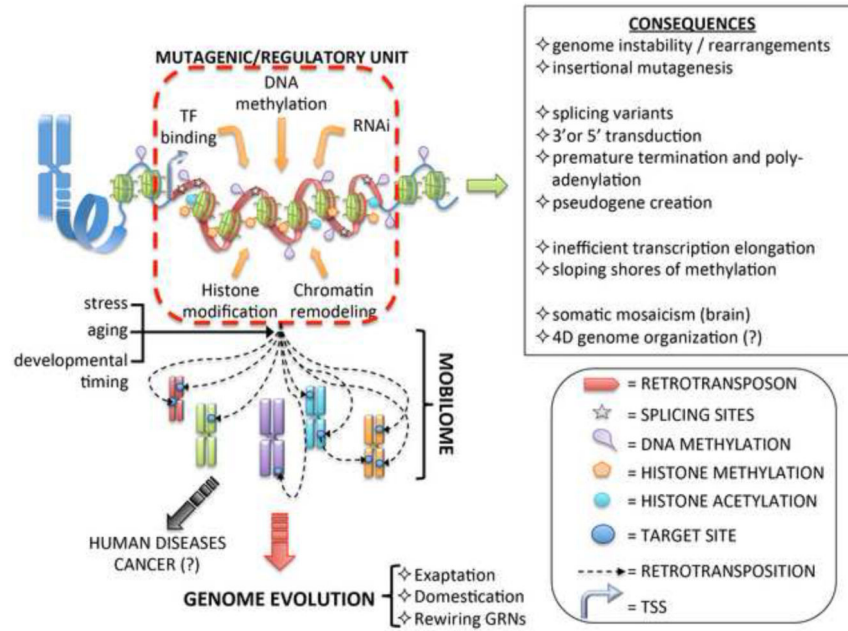 MUTAGENIC/REGULATORY UNIT
DNA
methylation
TF
binding
RNAi
Histone
modification
Chromatin
remodeling
stress
aging
developmental
timing
MOBILOME
HUMAN DISEASES
CANCER (?)
GENOME EVOLUTION
✧Exaptation
✧Domestication
✧Rewiring GRNs
CONSEQUENCES
✧genome instability / rearrangements
✧insertional mutagenesis
✧splicing variants
✧3'or 5' transduction
✧premature termination and poly-
adenylation
✧pseudogene creation
✧inefficient transcription elongation
✧sloping shores of methylation
✧somatic mosaicism (brain)
✧4D genome organization (?)
= RETROTRANSPOSON
= SPLICING SITES
= DNA METHYLATION
= HISTONE METHYLATION
= HISTONE ACETYLATION
= TARGET SITE
= RETROTRANSPOSITION
= TSS